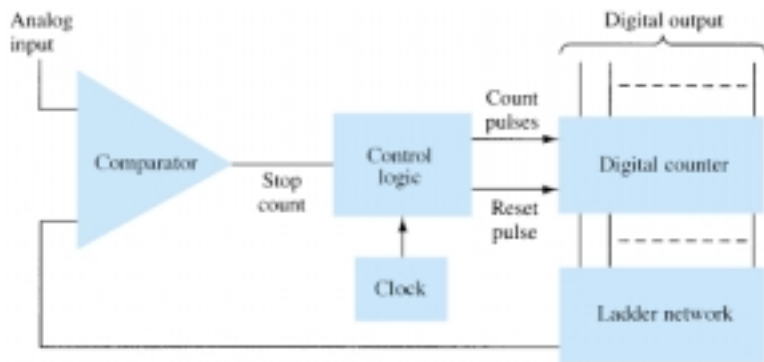 Analog
input
Digital output
Comparator
Stop
count
Control
logic
Count
pulses
Reset
pulse
Digital counter
Clock
Ladder network